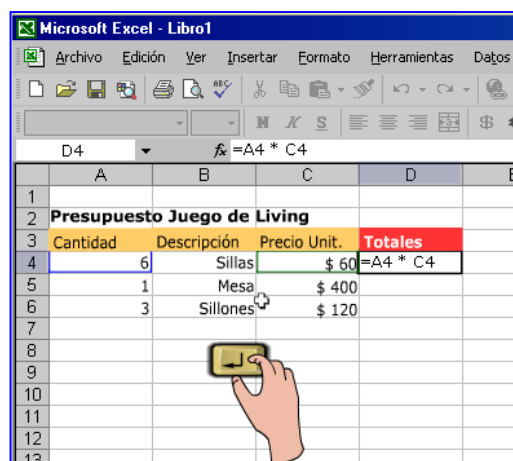 Microsoft Excel - Libro1
Archivo Edición Ver Insertar Formato Herramientas Datos
ABC
N K S $
D4 fx =A4 * C4
A B C D
1
2 Presupuesto Juego de Living
3 Cantidad Descripción Precio Unit. Totales
4 6 Sillas $ 60 =A4 * C4
5 1 Mesa $ 400
6 3 Sillones $ 120
7
8
9
10
11
12
13